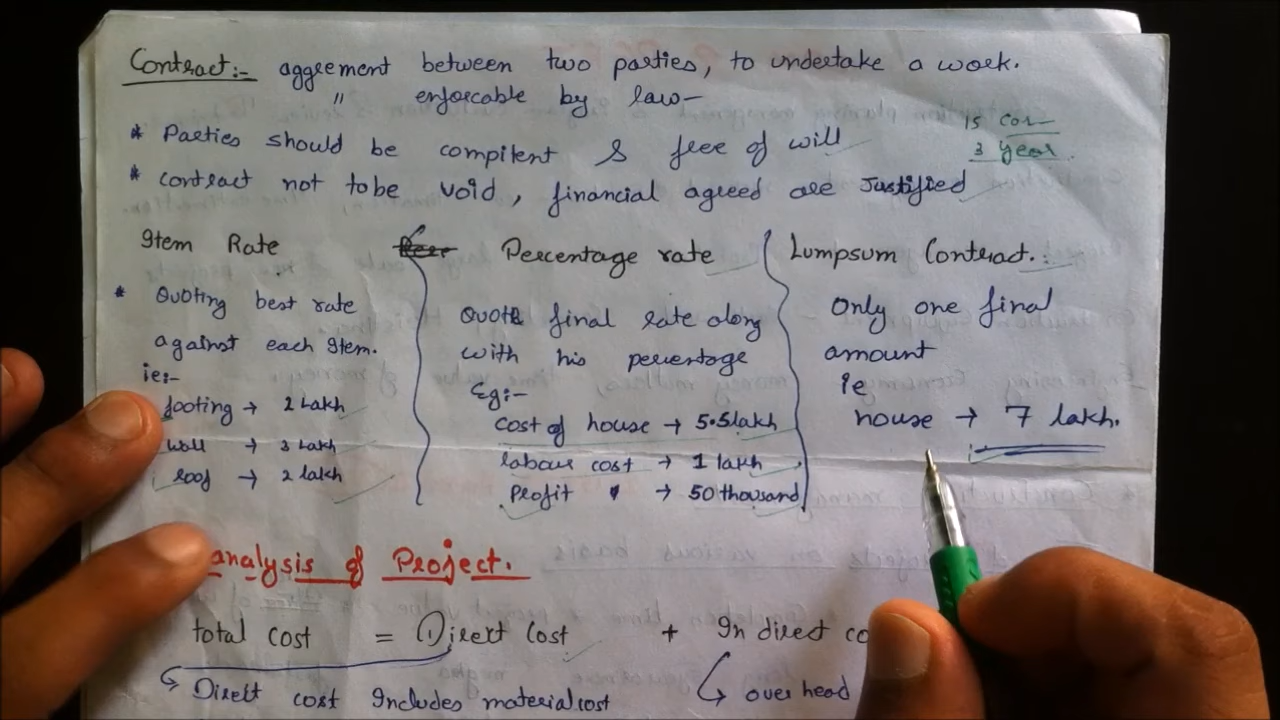 Contract:- aggrement between two parties, to undertake a work.
" enforcable by law-
15 cor
3 year
* Parties should be compitent & free of will
* contract not tobe void, financial agreed are Justified
Item Rate
* Quoting best rate
against each Item.
ie:-
footing → 2 Lakh
wall → 3 Lakh
roof → 2 lakh
Percentage rate
Quote final rate along
with his percentage
Eg:-
cost of house → 5.5 lakh
labour cost → 1 lakh
Profit → 50 thousand
Lumpsum Contract.:
Only one final
amount
ie
house → 7 lakh.
analysis of Project.
total cost = Direct cost + In direct co
Direct cost Includes material cost
over head